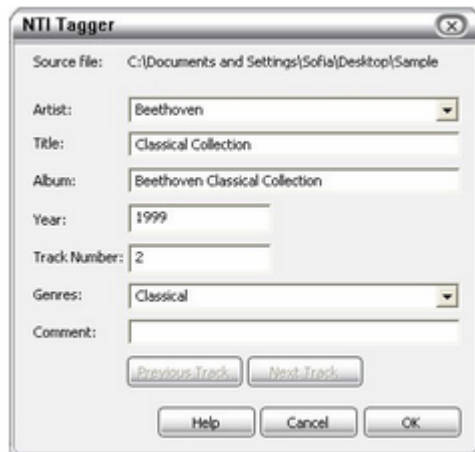 NTI Tagger
Source file: C:\Documents and Settings\Sofia\Desktop\Sample
Artist: Beethoven
Title: Classical Collection
Album: Beethoven Classical Collection
Year: 1999
Track Number: 2
Genres: Classical
Comment:
Previous Track Next Track
Help Cancel OK